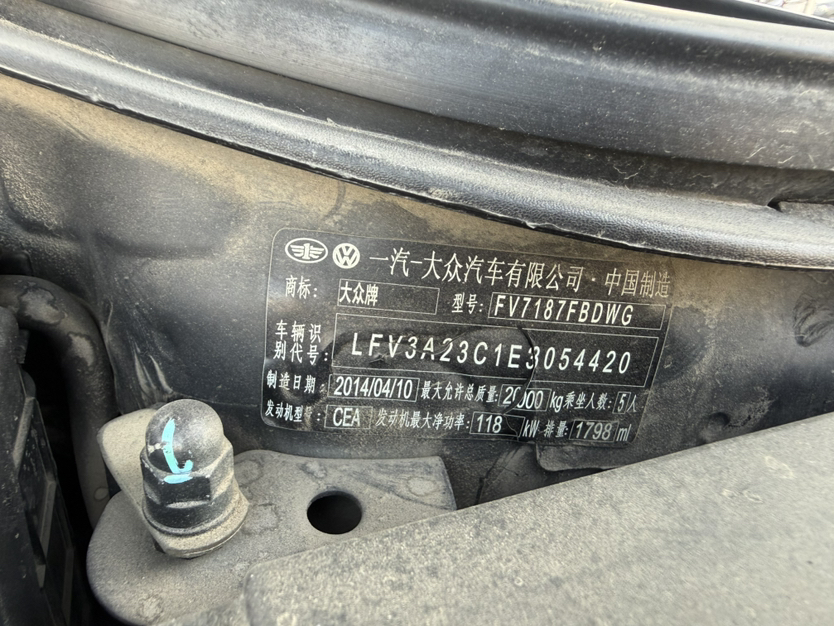 一汽-大众汽车有限公司·中国制造
商标: 大众牌 型号: FV7187FBDWG
车辆识别代号: LFV3A23C1E3054420
制造日期: 2014/04/10 最大允许总质量: 2000 kg 乘坐人数: 5人
发动机型号: CEA 发动机最大净功率: 118 kW 排量: 1798 ml